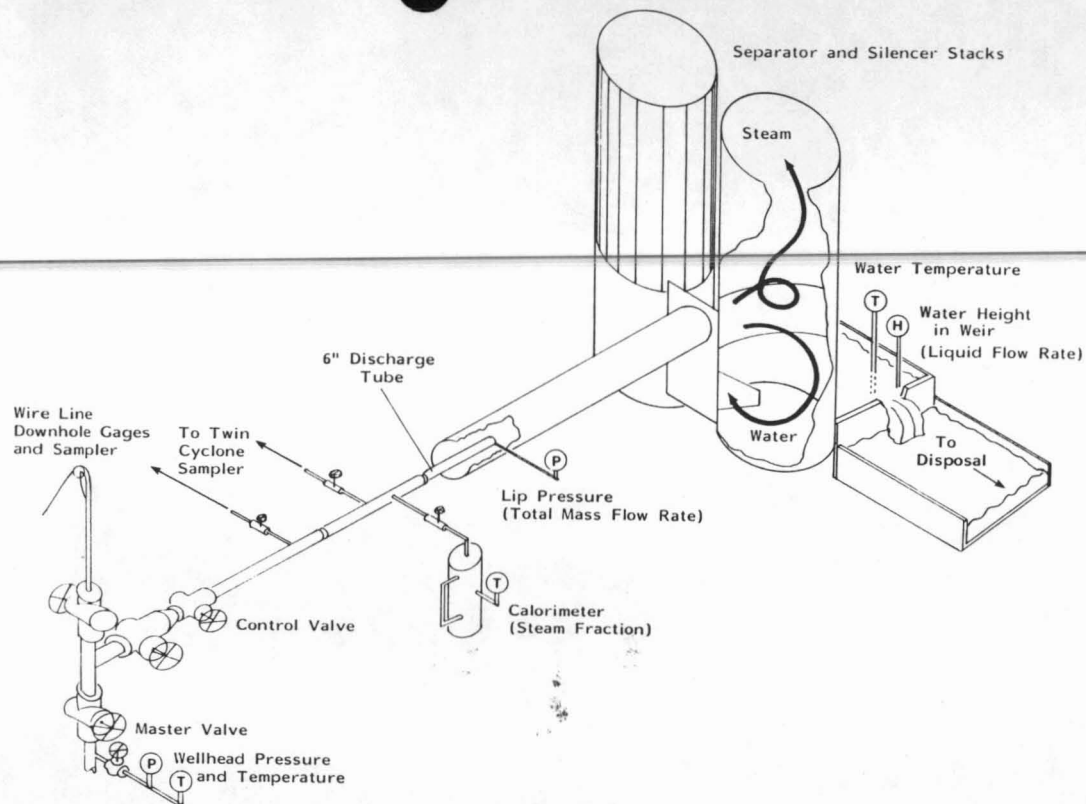 Separator and Silencer Stacks
Steam
Water Temperature
T
H
Water Height
in Weir
(Liquid Flow Rate)
6" Discharge
Tube
Wire Line
Downhole Gages
and Sampler
To Twin
Cyclone
Sampler
Water
To
Disposal
P
Lip Pressure
(Total Mass Flow Rate)
T
Calorimeter
(Steam Fraction)
Control Valve
Master Valve
P
T
Wellhead Pressure
and Temperature